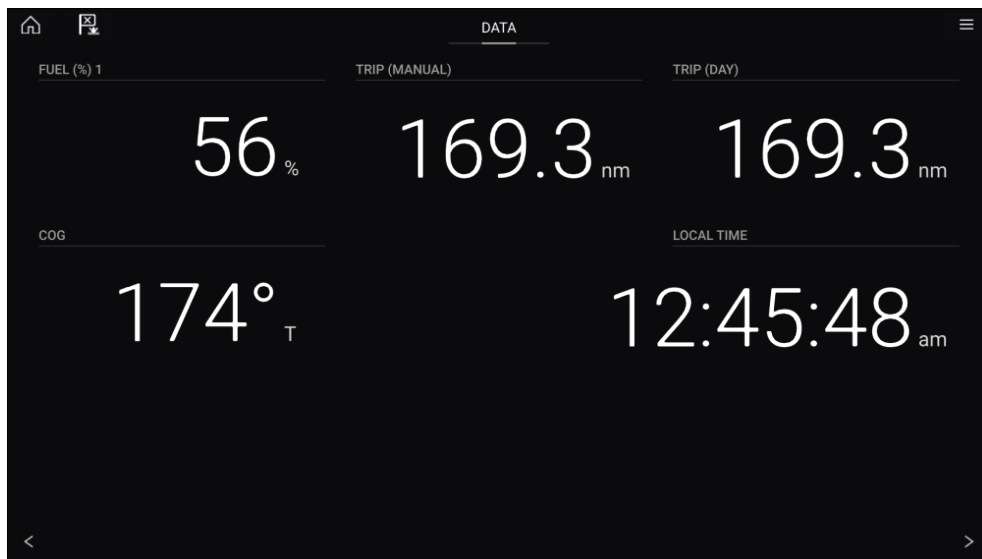 DATA
FUEL (%) 1
TRIP (MANUAL)
TRIP (DAY)
56 %
169.3 nm
169.3 nm
COG
LOCAL TIME
174° T
12:45:48 am